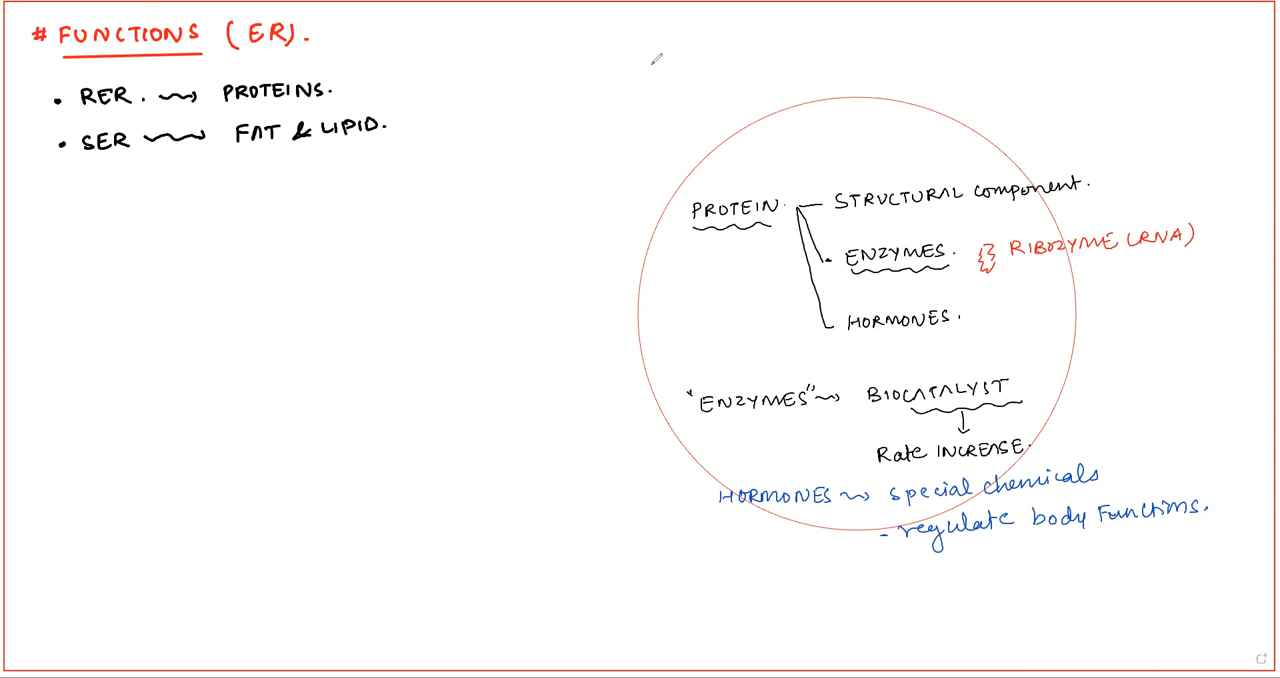 # FUNCTIONS (ER).
• RER. PROTEINS.
• SER FAT & LIPID.
PROTEIN. STRUCTURAL component.
• ENZYMES. RIBOZYME (RNA)
HORMONES.
"ENZYMES" BIOCATALYST
Rate INCREASE.
HORMONES special chemicals
- regulate body Functions.